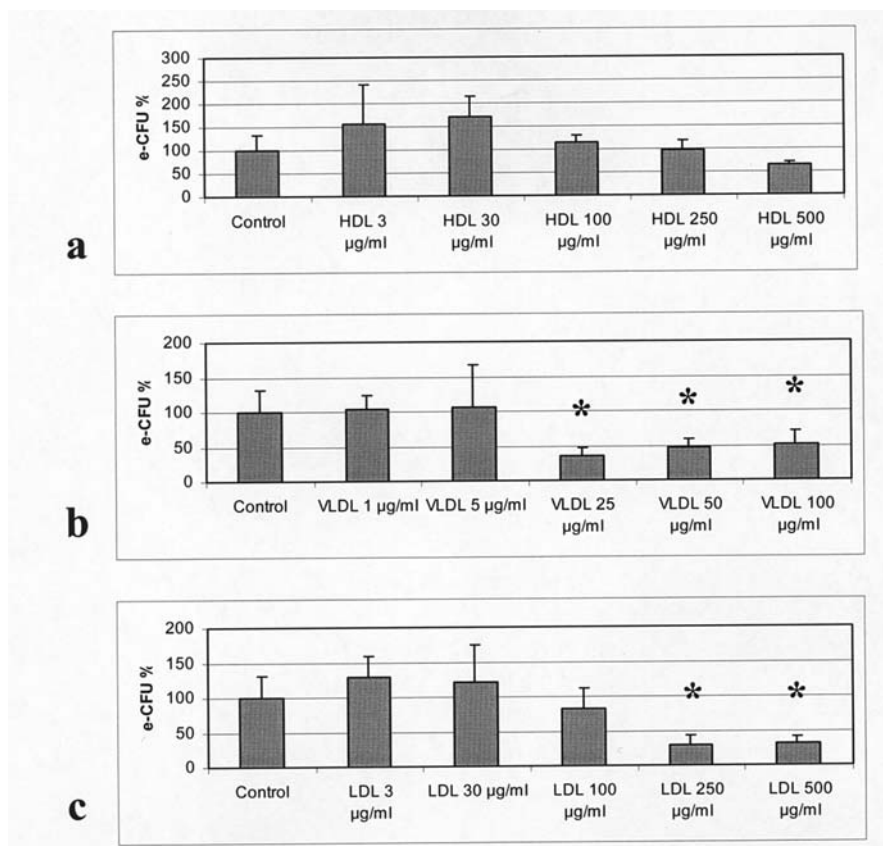 300
250
200
150
100
50
0
e-CFU %
Control HDL 3 HDL 30 HDL 100 HDL 250 HDL 500
µg/ml µg/ml µg/ml µg/ml µg/ml
a
200
150
100
50
0
e-CFU %
* * *
Control VLDL 1 µg/ml VLDL 5 µg/ml VLDL 25 VLDL 50 VLDL 100
µg/ml µg/ml µg/ml
b
200
150
100
50
0
e-CFU %
* *
Control LDL 3 LDL 30 µg/ml LDL 100 LDL 250 LDL 500
µg/ml µg/ml µg/ml µg/ml
c